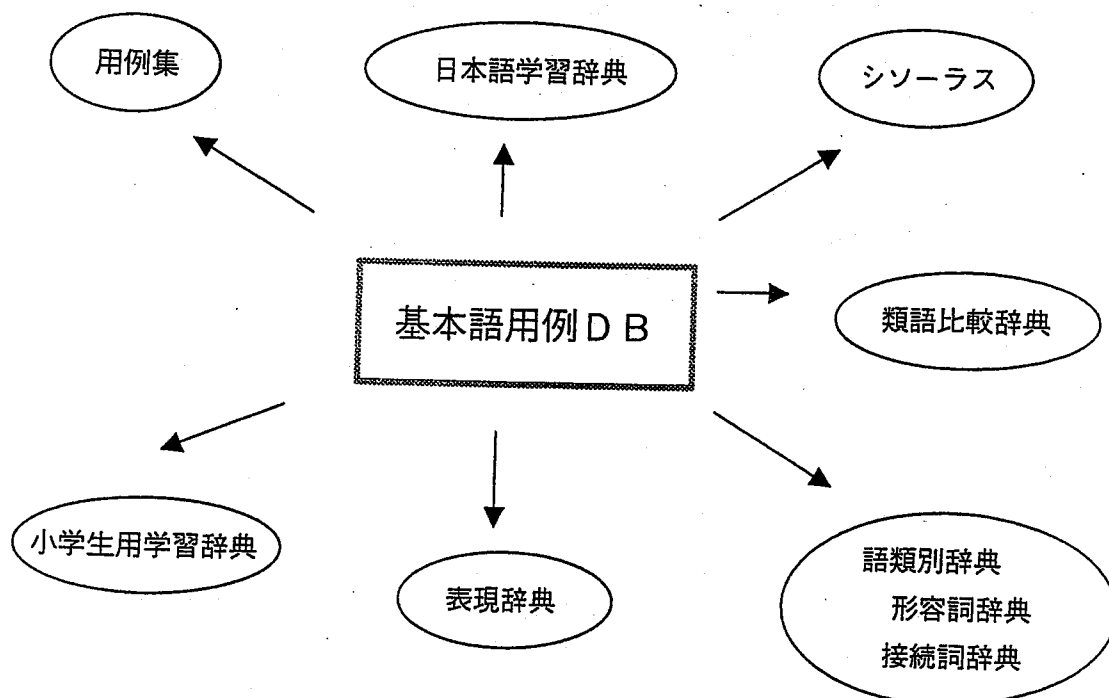 用例集
日本語学習辞典
シソーラス
基本語用例ＤＢ
類語比較辞典
小学生用学習辞典
表現辞典
語類別辞典
形容詞辞典
接続詞辞典